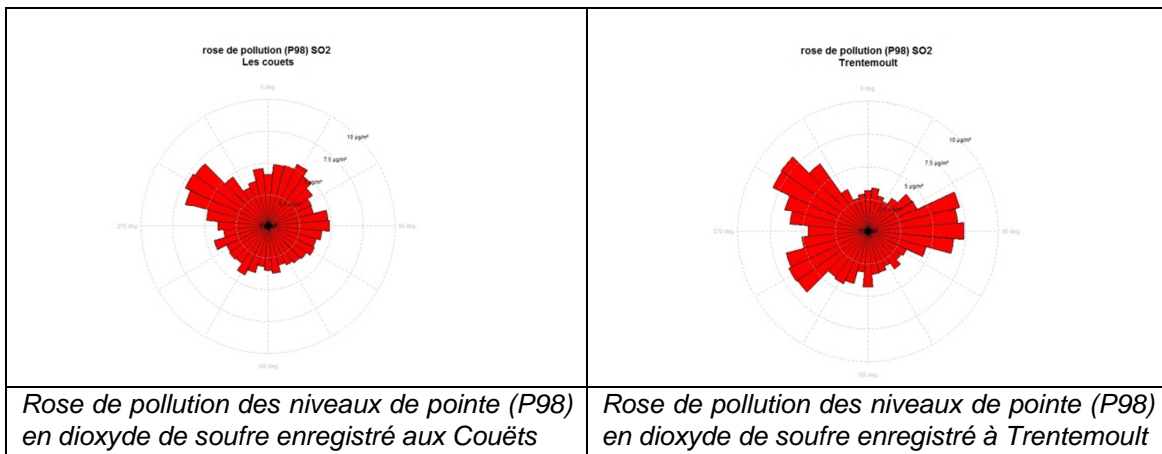 rose de pollution (P98) SO2
Les couets
0 deg.
10 µg/m³
7.5 µg/m³
270 deg.
90 deg.
180 deg.
rose de pollution (P98) SO2
Trentemoult
0 deg.
10 µg/m³
7.5 µg/m³
5 µg/m³
270 deg.
90 deg.
180 deg.
Rose de pollution des niveaux de pointe (P98)
en dioxyde de soufre enregistré aux Couëts
Rose de pollution des niveaux de pointe (P98)
en dioxyde de soufre enregistré à Trentemoult